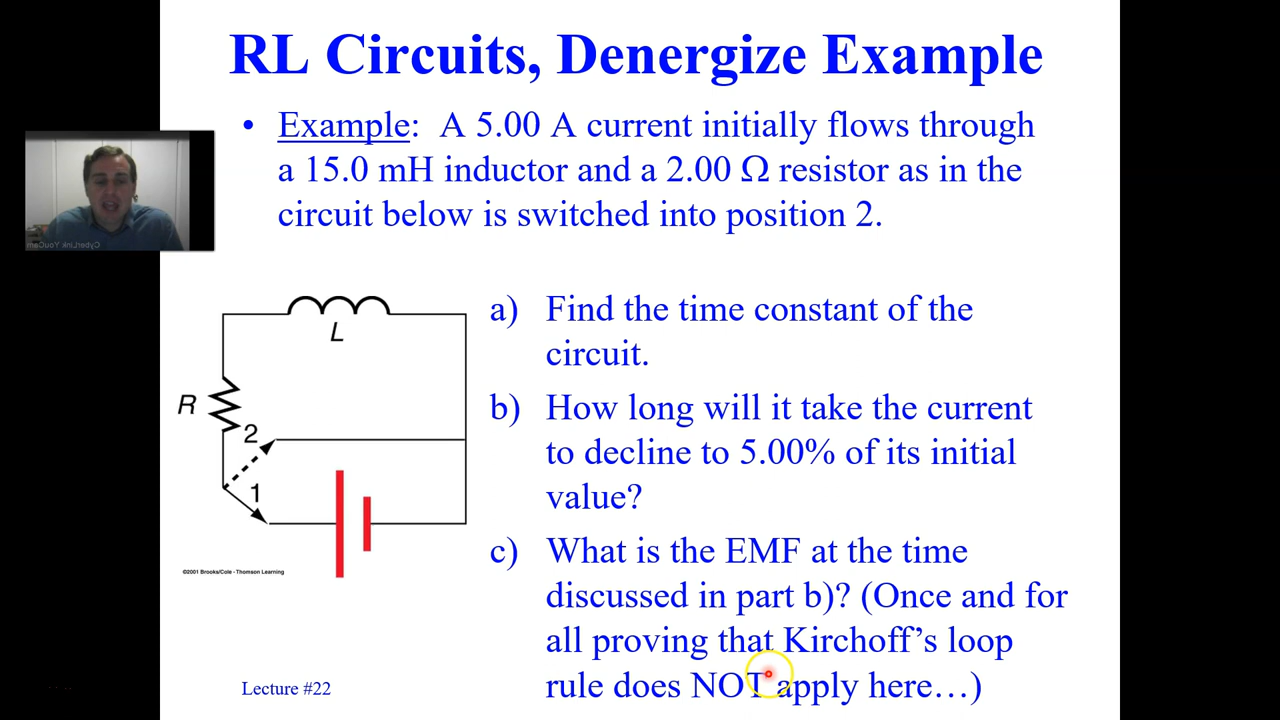 RL Circuits, Denergize Example
• Example: A 5.00 A current initially flows through
a 15.0 mH inductor and a 2.00 Ω resistor as in the
circuit below is switched into position 2.
CyberLink YouCam
L
R
2
1
©2001 Brooks/Cole - Thomson Learning
a) Find the time constant of the
circuit.
b) How long will it take the current
to decline to 5.00% of its initial
value?
c) What is the EMF at the time
discussed in part b)? (Once and for
all proving that Kirchoff’s loop
rule does NOT apply here…)
Lecture #22